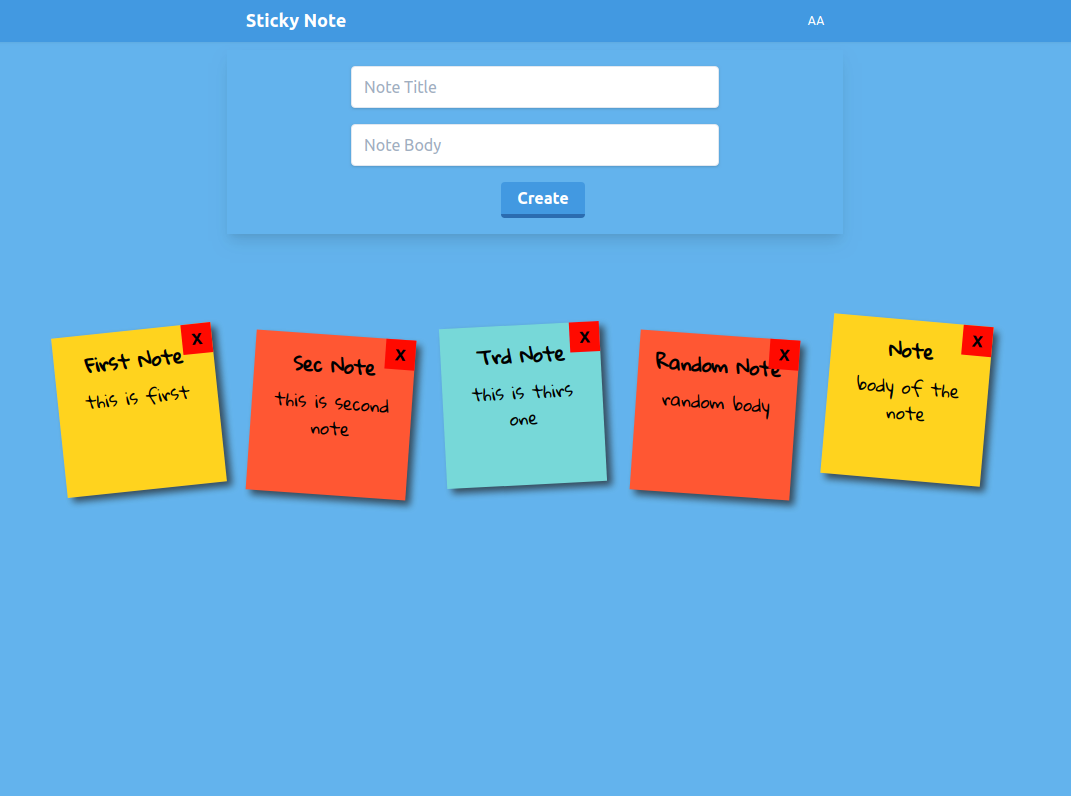 Sticky Note
AA
Note Title
Note Body
Create
X
First Note
this is first
X
Sec Note
this is second
note
X
Trd Note
this is thirs
one
X
Random Note
random body
X
Note
body of the
note